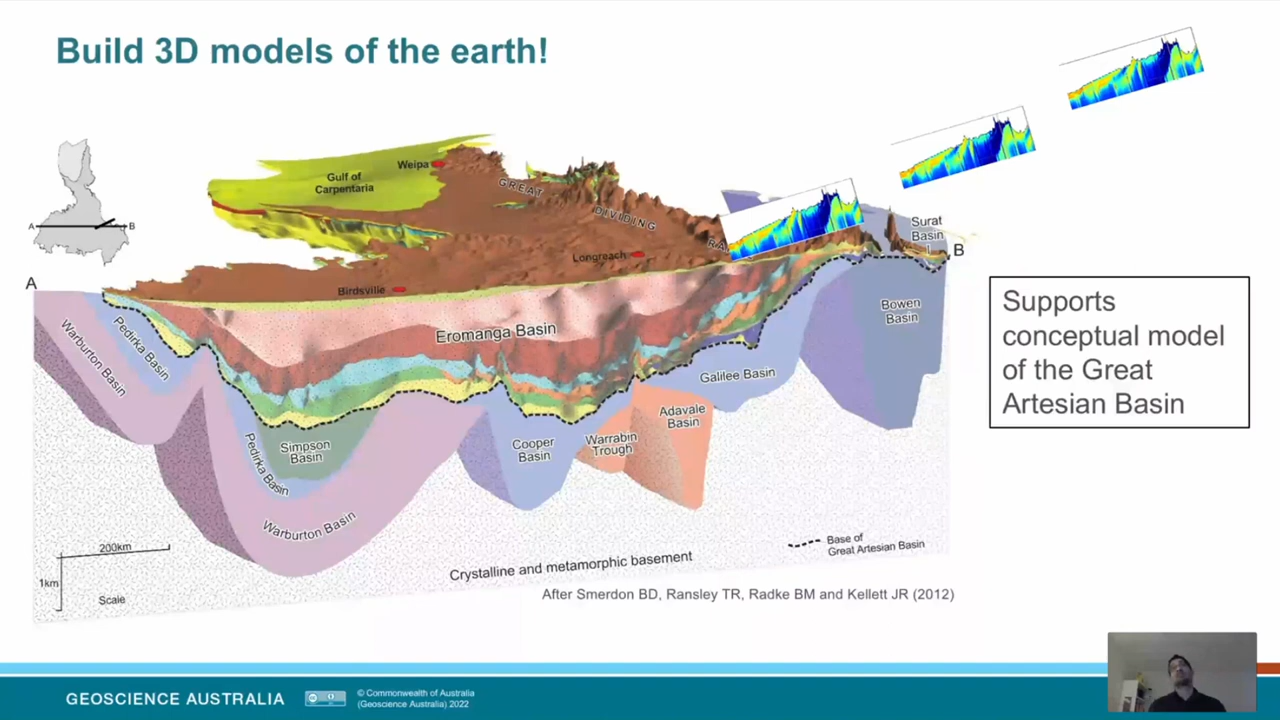 Build 3D models of the earth!
Weipa
Gulf of
Carpentaria
GREAT
DIVIDING
RA
Surat
Basin
A
B
B
A
Longreach
Birdsville
Supports
conceptual model
of the Great
Artesian Basin
Warburton Basin
Pedirka Basin
Eromanga Basin
Bowen
Basin
Galilee Basin
Adavale
Basin
Warrabin
Trough
Cooper
Basin
Simpson
Basin
Pedirka Basin
Warburton Basin
200km
1km
Scale
Crystalline and metamorphic basement
Base of
Great Artesian Basin
After Smerdon BD, Ransley TR, Radke BM and Kellett JR (2012)
GEOSCIENCE AUSTRALIA
cc
© Commonwealth of Australia
(Geoscience Australia) 2022